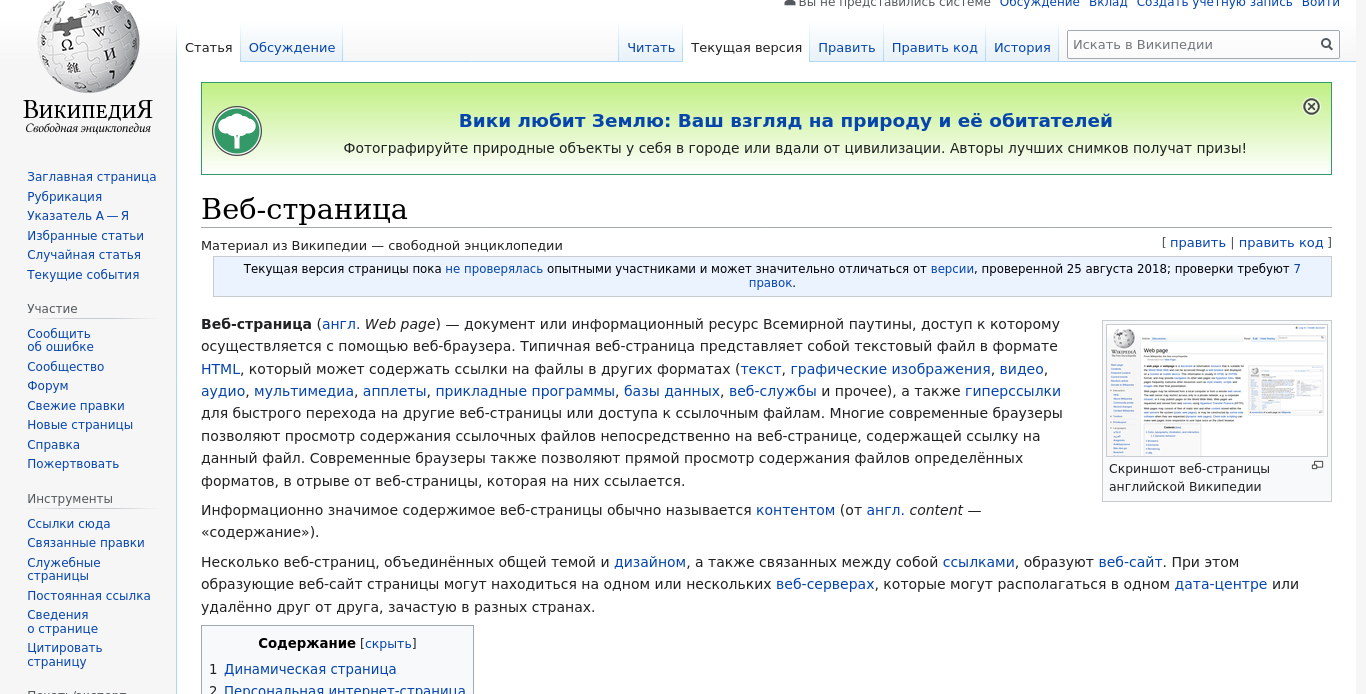 Вы не представились системе Обсуждение Вклад Создать учётную запись Войти
Статья Обсуждение Читать Текущая версия Править Править код История Искать в Википедии
Ω W И 維
ВикипедиЯ
Свободная энциклопедия
Заглавная страница
Рубрикация
Указатель А — Я
Избранные статьи
Случайная статья
Текущие события
Участие
Сообщить
об ошибке
Сообщество
Форум
Свежие правки
Новые страницы
Справка
Пожертвовать
Инструменты
Ссылки сюда
Связанные правки
Служебные
страницы
Постоянная ссылка
Сведения
о странице
Цитировать
страницу
Вики любит Землю: Ваш взгляд на природу и её обитателей
Фотографируйте природные объекты у себя в городе или вдали от цивилизации. Авторы лучших снимков получат призы!
Веб-страница
Материал из Википедии — свободной энциклопедии
[ править | править код ]
Текущая версия страницы пока не проверялась опытными участниками и может значительно отличаться от версии, проверенной 25 августа 2018; проверки требуют 7
правок.
Веб-страница (англ. Web page) — документ или информационный ресурс Всемирной паутины, доступ к которому
осуществляется с помощью веб-браузера. Типичная веб-страница представляет собой текстовый файл в формате
HTML, который может содержать ссылки на файлы в других форматах (текст, графические изображения, видео,
аудио, мультимедиа, апплеты, прикладные программы, базы данных, веб-службы и прочее), а также гиперссылки
для быстрого перехода на другие веб-страницы или доступа к ссылочным файлам. Многие современные браузеры
позволяют просмотр содержания ссылочных файлов непосредственно на веб-странице, содержащей ссылку на
данный файл. Современные браузеры также позволяют прямой просмотр содержания файлов определённых
форматов, в отрыве от веб-страницы, которая на них ссылается.
Web page
Скриншот веб-страницы
английской Википедии
Информационно значимое содержимое веб-страницы обычно называется контентом (от англ. content —
«содержание»).
Несколько веб-страниц, объединённых общей темой и дизайном, а также связанных между собой ссылками, образуют веб-сайт. При этом
образующие веб-сайт страницы могут находиться на одном или нескольких веб-серверах, которые могут располагаться в одном дата-центре или
удалённо друг от друга, зачастую в разных странах.
Содержание [скрыть]
1 Динамическая страница
2 Персональная интернет-страница